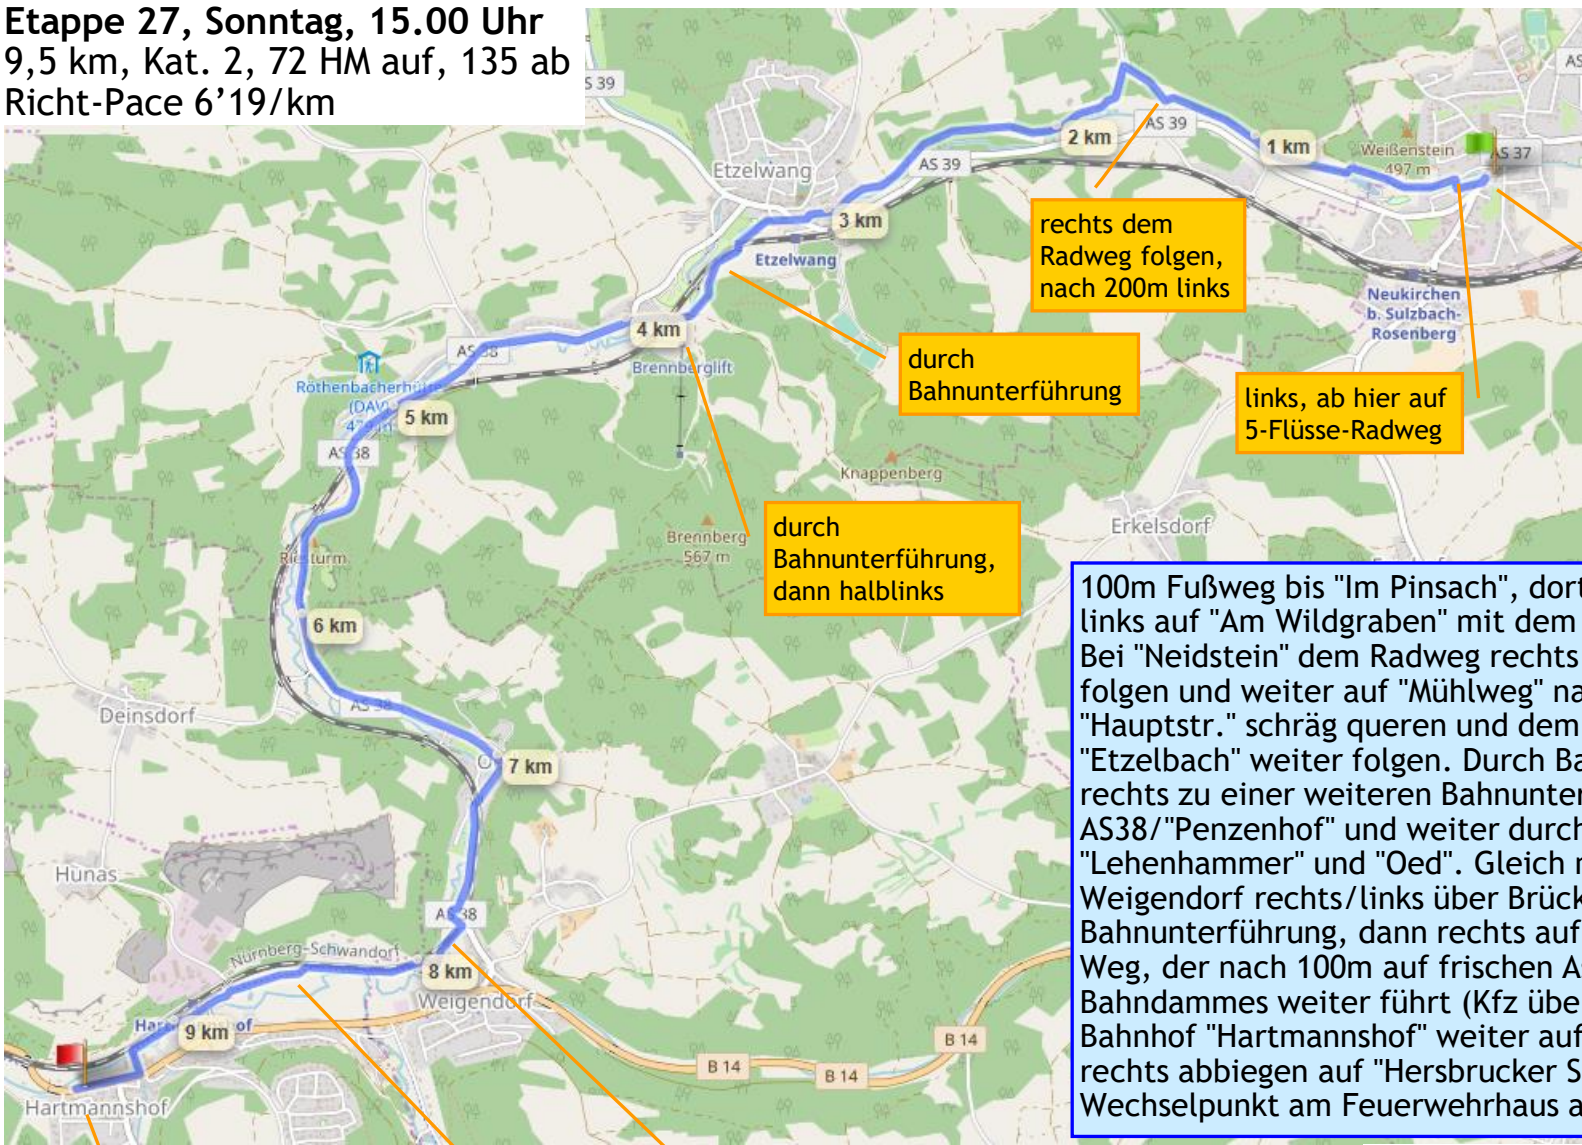 Etappe 27, Sonntag, 15.00 Uhr
9,5 km, Kat. 2, 72 HM auf, 135 ab
Richt-Pace 6’19/km
S 39
AS
AS 39
2 km
1 km
Weißenstein
497 m
AS 37
Etzelwang
AS 39
3 km
rechts dem
Radweg folgen,
nach 200m links
Etzelwang
Neukirchen
b. Sulzbach-
Rosenberg
4 km
AS 38
Brennberglift
durch
Bahnunterführung
Röthenbacherhütte
(DAV)
5 km
links, ab hier auf
5-Flüsse-Radweg
AS 38
Knappenberg
durch
Bahnunterführung,
dann halblinks
Brennberg
567 m
Erkelsdorf
6 km
100m Fußweg bis "Im Pinsach", dort
links auf "Am Wildgraben" mit dem
Bei "Neidstein" dem Radweg rechts
folgen und weiter auf "Mühlweg" na
"Hauptstr." schräg queren und dem
"Etzelbach" weiter folgen. Durch Ba
rechts zu einer weiteren Bahnunter
AS38/"Penzenhof" und weiter durch
"Lehenhammer" und "Oed". Gleich n
Weigendorf rechts/links über Brück
Bahnunterführung, dann rechts auf
Weg, der nach 100m auf frischen A
Bahndammes weiter führt (Kfz übe
Bahnhof "Hartmannshof" weiter auf
rechts abbiegen auf "Hersbrucker S
Wechselpunkt am Feuerwehrhaus a
Deinsdorf
AS 38
7 km
Hunas
AS 38
Nürnberg-Schwandorf
8 km
Weigendorf
9 km
B 14
B 14
B 14
Hartmannshof